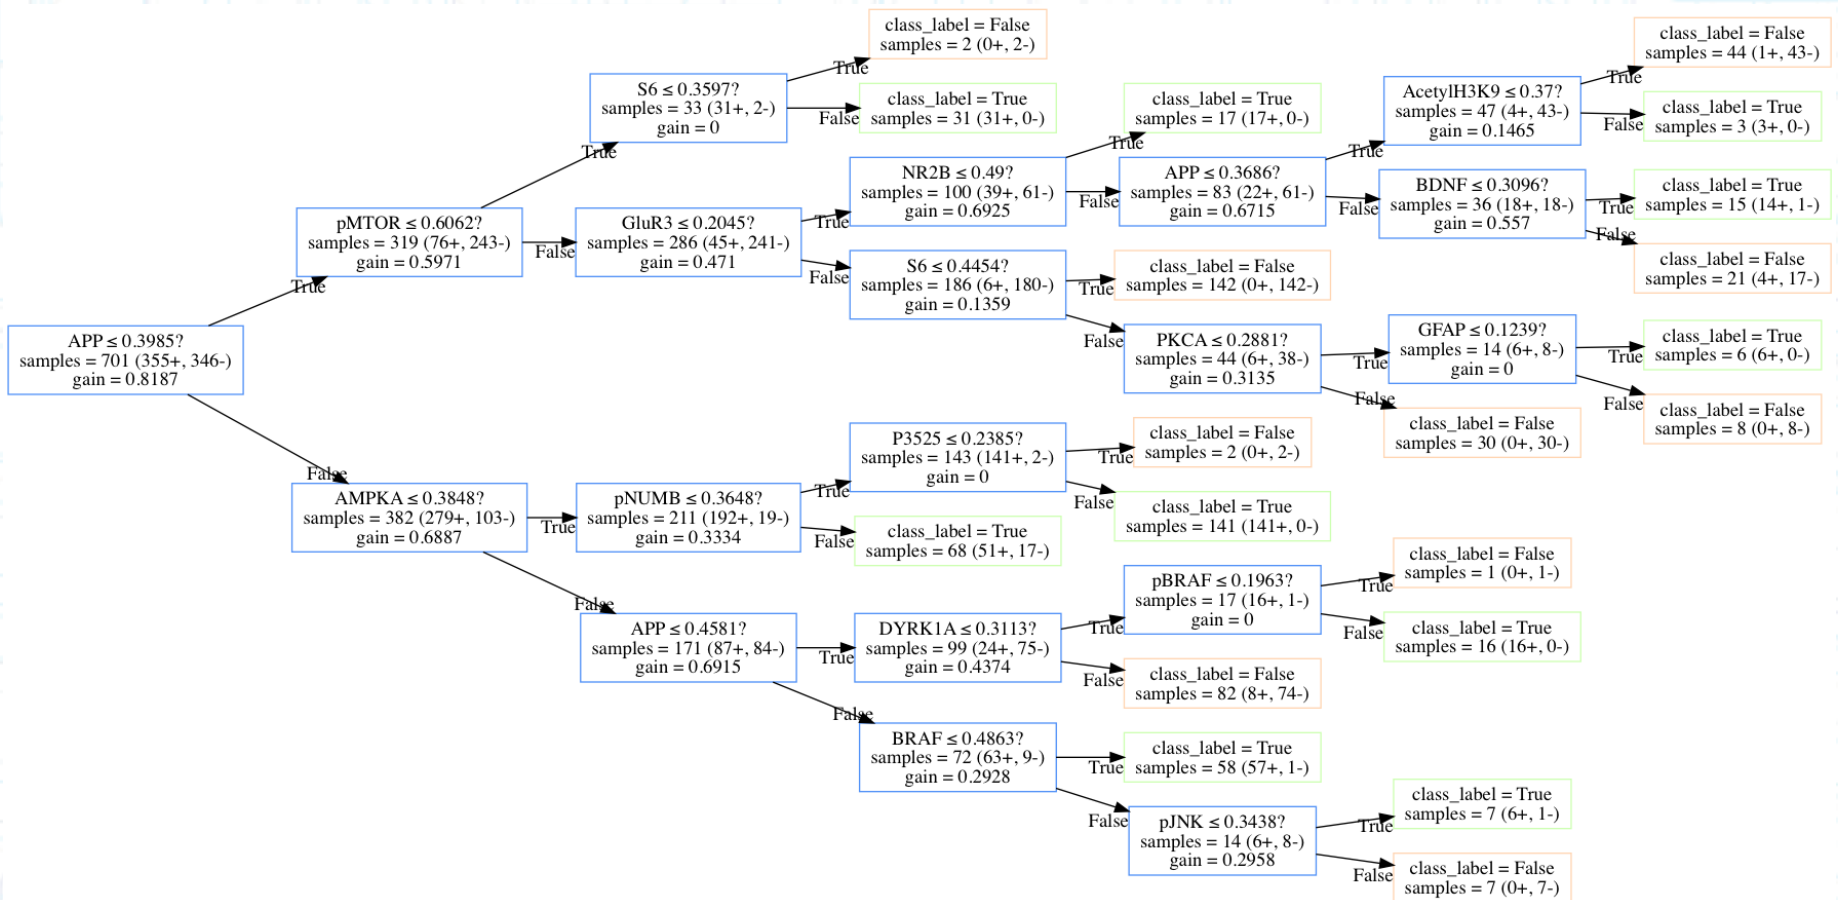 APP ≤ 0.3985?
samples = 701 (355+, 346-)
gain = 0.8187
True
False
pMTOR ≤ 0.6062?
samples = 319 (76+, 243-)
gain = 0.5971
True
False
AMPKA ≤ 0.3848?
samples = 382 (279+, 103-)
gain = 0.6887
True
False
S6 ≤ 0.3597?
samples = 33 (31+, 2-)
gain = 0
True
False
GluR3 ≤ 0.2045?
samples = 286 (45+, 241-)
gain = 0.471
True
False
pNUMB ≤ 0.3648?
samples = 211 (192+, 19-)
gain = 0.3334
True
False
APP ≤ 0.4581?
samples = 171 (87+, 84-)
gain = 0.6915
True
False
class_label = False
samples = 2 (0+, 2-)
class_label = True
samples = 31 (31+, 0-)
NR2B ≤ 0.49?
samples = 100 (39+, 61-)
gain = 0.6925
True
False
S6 ≤ 0.4454?
samples = 186 (6+, 180-)
gain = 0.1359
True
False
P3525 ≤ 0.2385?
samples = 143 (141+, 2-)
gain = 0
True
False
class_label = True
samples = 68 (51+, 17-)
DYRK1A ≤ 0.3113?
samples = 99 (24+, 75-)
gain = 0.4374
True
False
BRAF ≤ 0.4863?
samples = 72 (63+, 9-)
gain = 0.2928
True
False
class_label = True
samples = 17 (17+, 0-)
APP ≤ 0.3686?
samples = 83 (22+, 61-)
gain = 0.6715
True
False
class_label = False
samples = 142 (0+, 142-)
PKCA ≤ 0.2881?
samples = 44 (6+, 38-)
gain = 0.3135
True
False
class_label = False
samples = 2 (0+, 2-)
class_label = True
samples = 141 (141+, 0-)
pBRAF ≤ 0.1963?
samples = 17 (16+, 1-)
gain = 0
True
False
class_label = False
samples = 82 (8+, 74-)
class_label = True
samples = 58 (57+, 1-)
pJNK ≤ 0.3438?
samples = 14 (6+, 8-)
gain = 0.2958
True
False
AcetylH3K9 ≤ 0.37?
samples = 47 (4+, 43-)
gain = 0.1465
True
False
BDNF ≤ 0.3096?
samples = 36 (18+, 18-)
gain = 0.557
True
False
GFAP ≤ 0.1239?
samples = 14 (6+, 8-)
gain = 0
True
False
class_label = False
samples = 30 (0+, 30-)
class_label = False
samples = 1 (0+, 1-)
class_label = True
samples = 16 (16+, 0-)
class_label = True
samples = 7 (6+, 1-)
class_label = False
samples = 7 (0+, 7-)
class_label = False
samples = 44 (1+, 43-)
class_label = True
samples = 3 (3+, 0-)
class_label = True
samples = 15 (14+, 1-)
class_label = False
samples = 21 (4+, 17-)
class_label = True
samples = 6 (6+, 0-)
class_label = False
samples = 8 (0+, 8-)